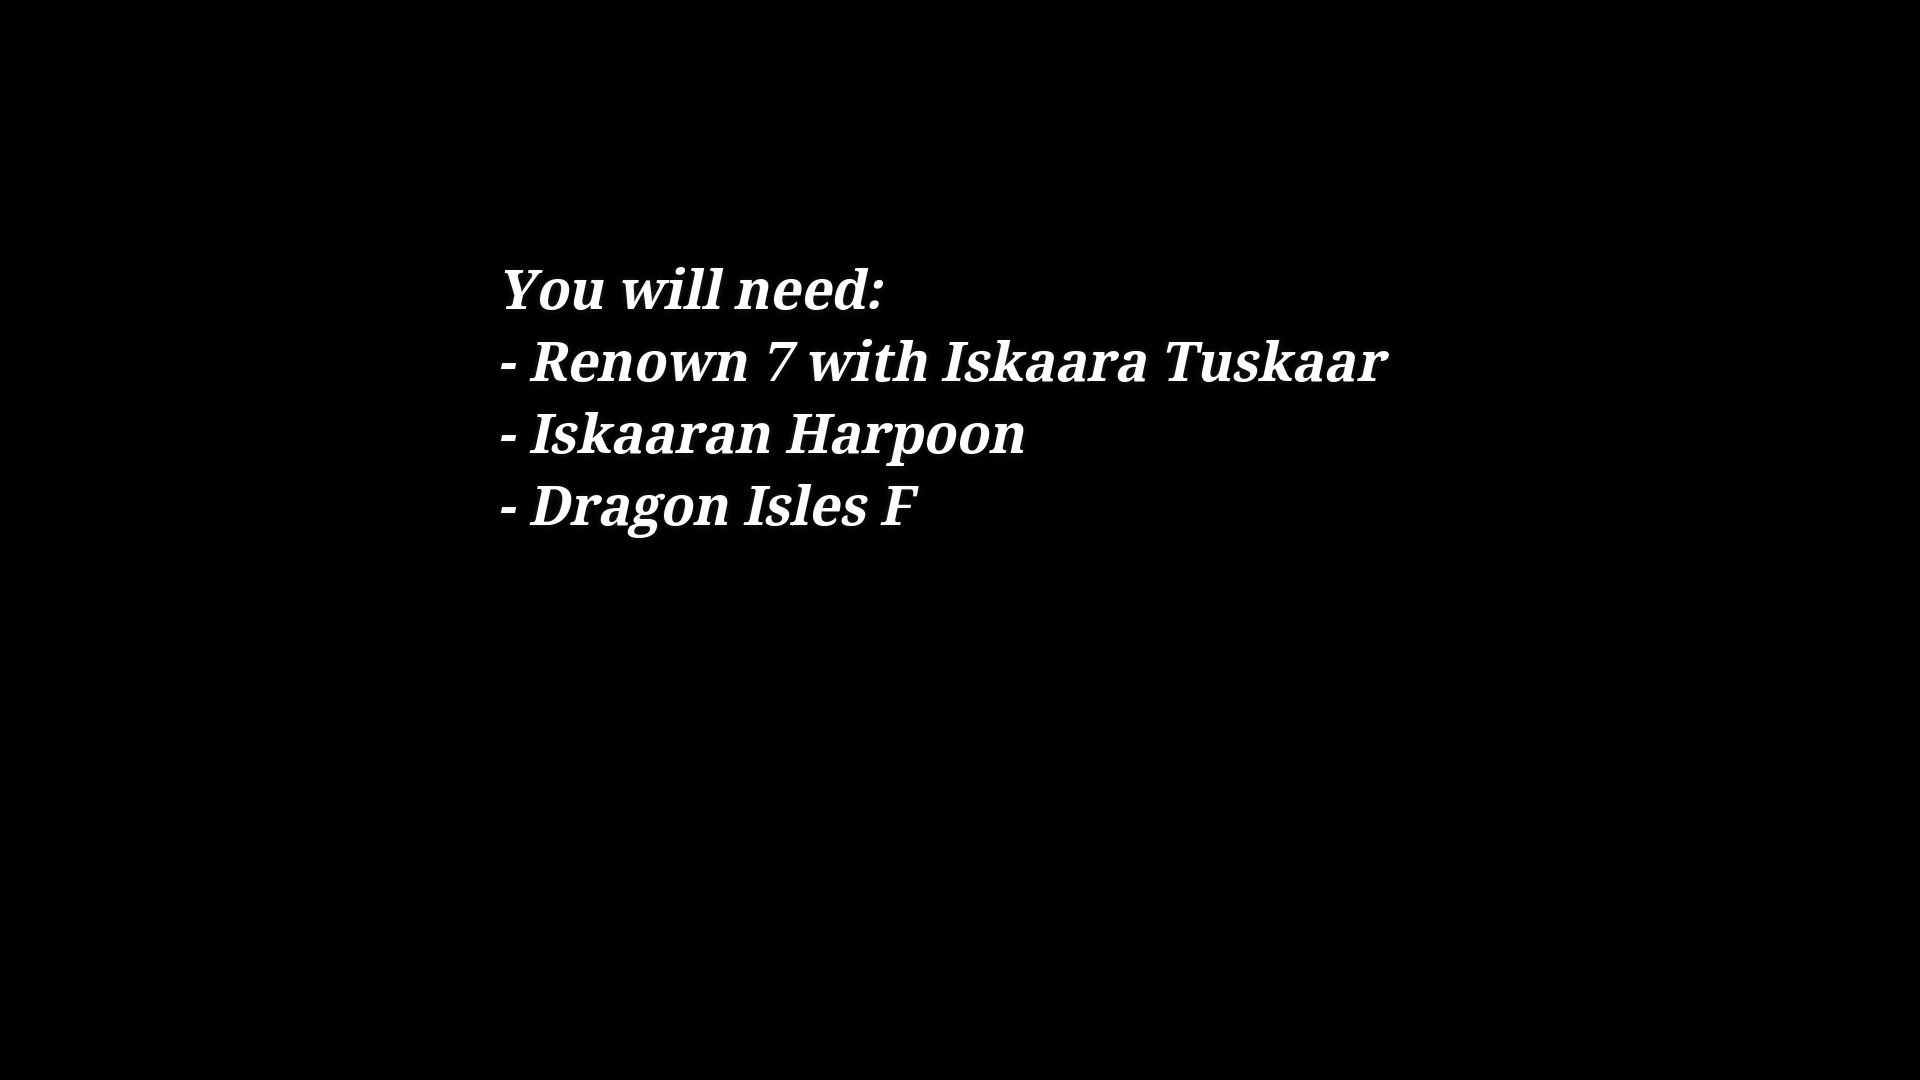 You will need:
- Renown 7 with Iskaara Tuskaar
- Iskaaran Harpoon
- Dragon Isles F